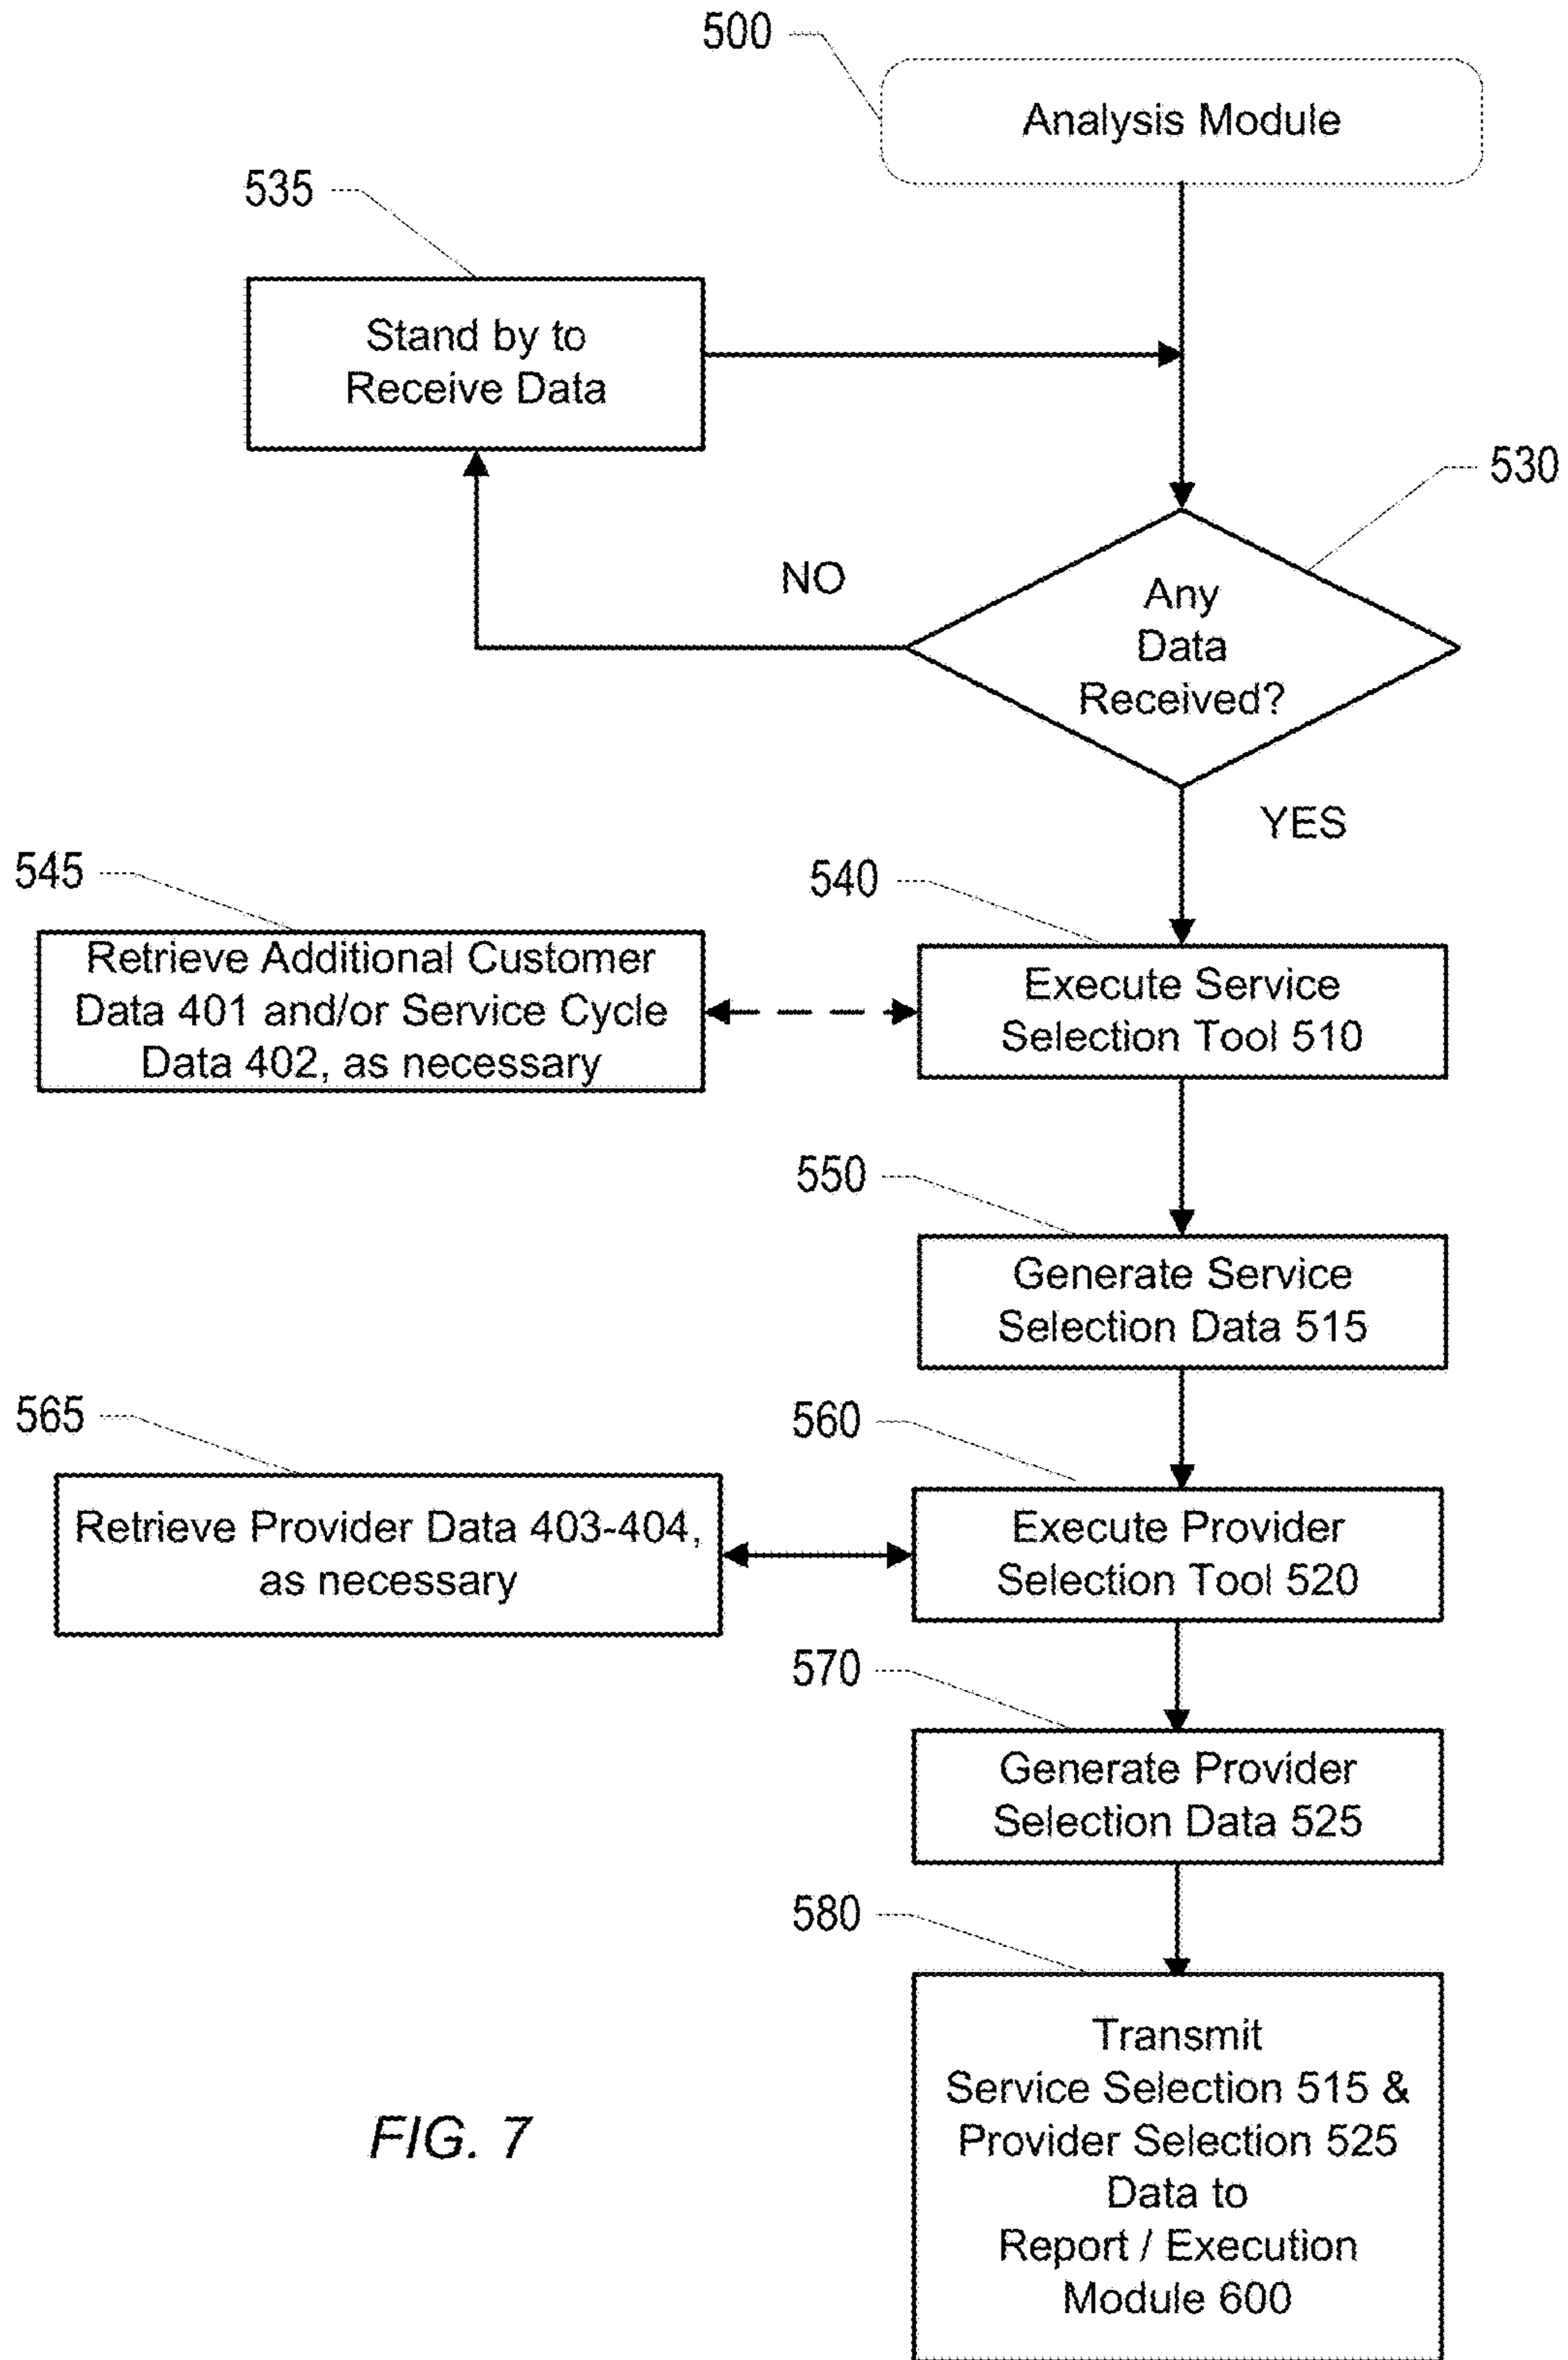 500
Analysis Module
535
Stand by to
Receive Data
530
NO
Any
Data
Received?
YES
545
540
Retrieve Additional Customer
Data 401 and/or Service Cycle
Data 402, as necessary
Execute Service
Selection Tool 510
550
Generate Service
Selection Data 515
565
560
Retrieve Provider Data 403-404,
as necessary
Execute Provider
Selection Tool 520
570
Generate Provider
Selection Data 525
580
Transmit
Service Selection 515 &
Provider Selection 525
Data to
Report / Execution
Module 600
FIG. 7